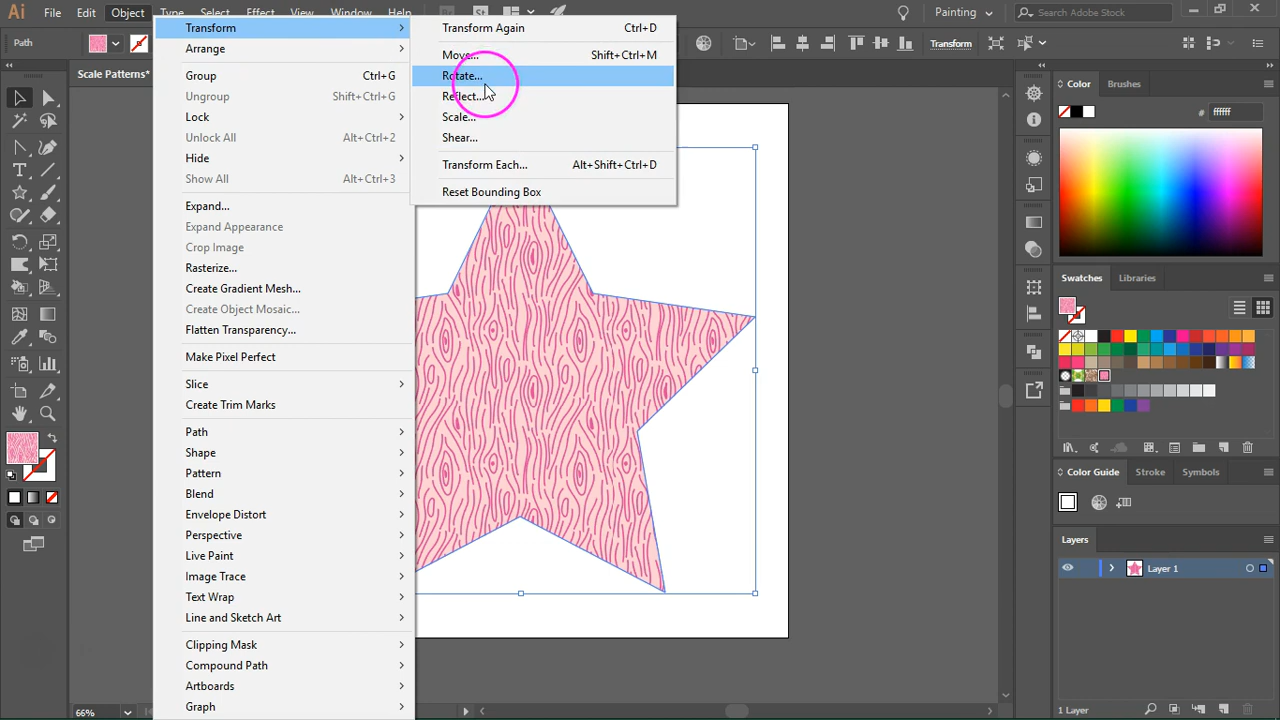 Ai File Edit Object Type Select Effect View Window Help Painting Search Adobe Stock
Path Transform
Scale Patterns*
Transform
Arrange
Group Ctrl+G
Ungroup Shift+Ctrl+G
Lock
Unlock All Alt+Ctrl+2
Hide
Show All Alt+Ctrl+3
Expand...
Expand Appearance
Crop Image
Rasterize...
Create Gradient Mesh...
Create Object Mosaic...
Flatten Transparency...
Make Pixel Perfect
Slice
Create Trim Marks
Path
Shape
Pattern
Blend
Envelope Distort
Perspective
Live Paint
Image Trace
Text Wrap
Line and Sketch Art
Clipping Mask
Compound Path
Artboards
Graph
Transform Again Ctrl+D
Move... Shift+Ctrl+M
Rotate...
Reflect...
Scale...
Shear...
Transform Each... Alt+Shift+Ctrl+D
Reset Bounding Box
Color Brushes
# ffffff
Swatches Libraries
Color Guide Stroke Symbols
Layers
Layer 1
1 Layer
66%